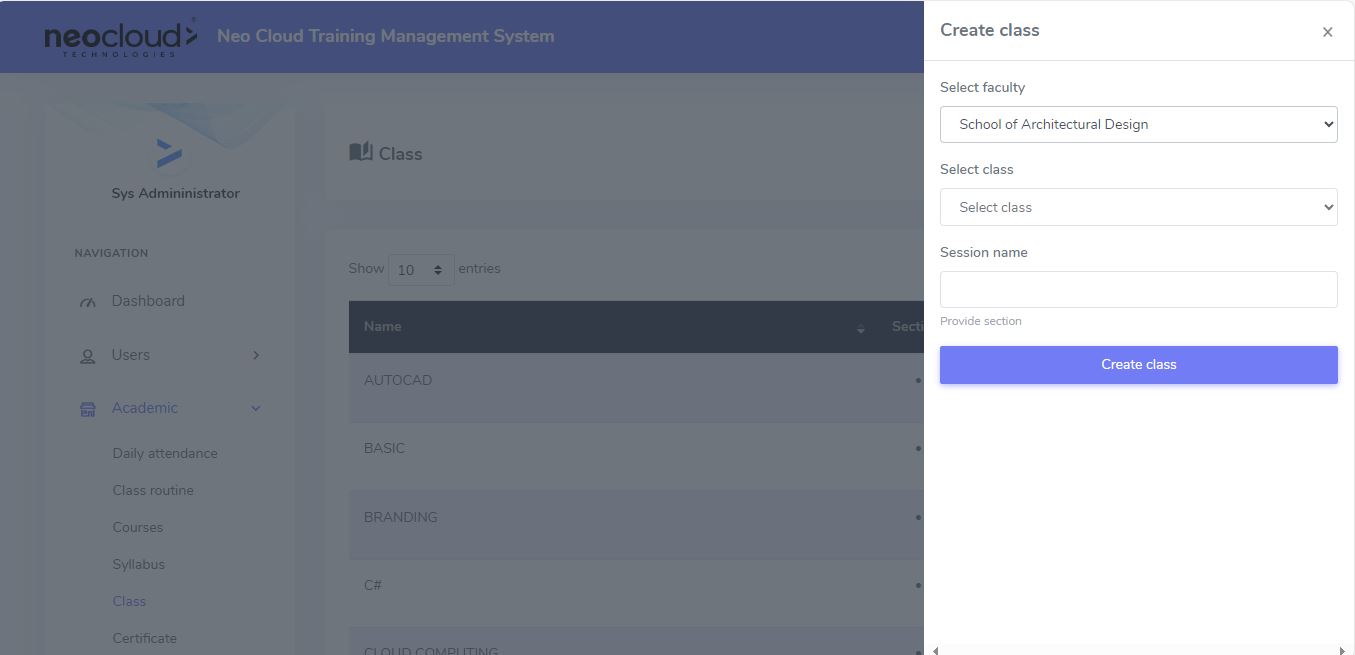 neocloud
TECHNOLOGIES
Neo Cloud Training Management System
Sys Admininistrator
NAVIGATION
Dashboard
Users
Academic
Daily attendance
Class routine
Courses
Syllabus
Class
Certificate
Class
Show 10 entries
Name Secti
AUTOCAD
BASIC
BRANDING
C#
CLOUD COMPUTING
Create class
×
Select faculty
School of Architectural Design
Select class
Select class
Session name
Provide section
Create class